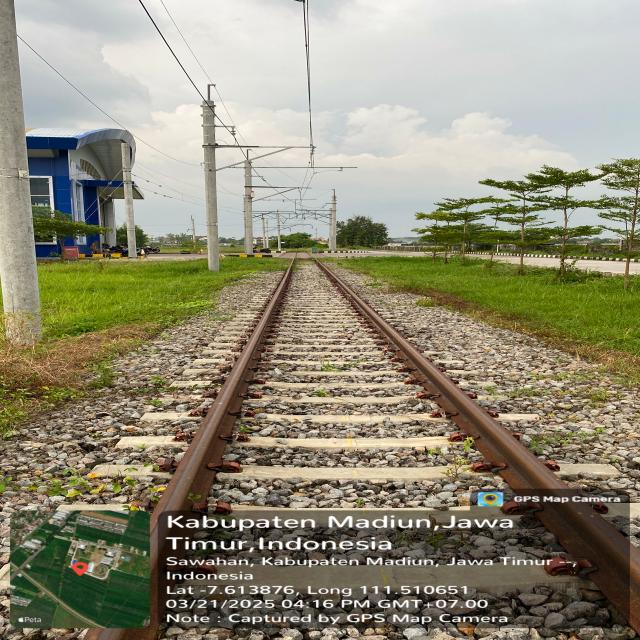 GPS Map Camera
Kabupaten Madiun,Jawa
Timur,Indonesia
Sawahan, Kabupaten Madiun, Jawa Timur --,
Indonesia
Lat -7.613876, Long 111.510651
03/21/2025 04:16 PM GMT+07.00
Note : Captured by GPS Map Camera
Peta